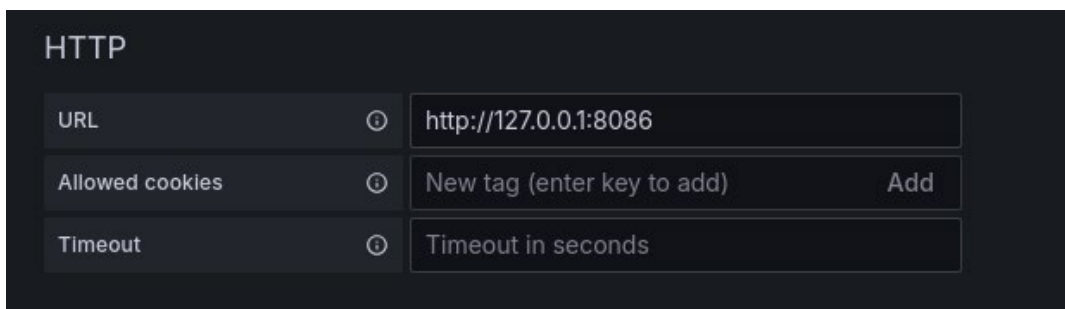 HTTP
URL http://127.0.0.1:8086
Allowed cookies New tag (enter key to add) Add
Timeout Timeout in seconds